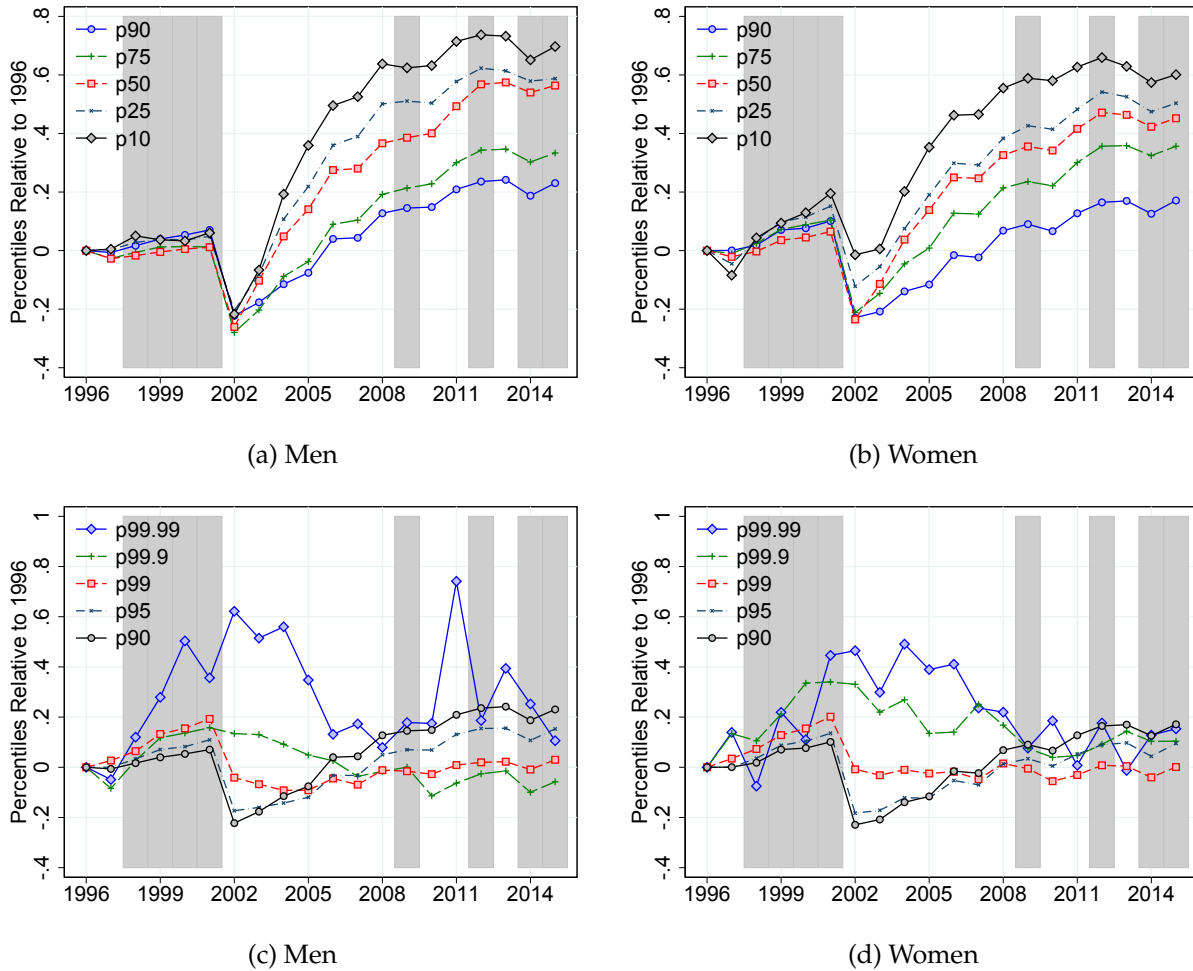 Percentiles Relative to 1996
.8
.6
.4
.2
0
-.2
-.4
p90
p75
p50
p25
p10
1996 1999 2002 2005 2008 2011 2014
(a) Men
Percentiles Relative to 1996
.8
.6
.4
.2
0
-.2
-.4
p90
p75
p50
p25
p10
1996 1999 2002 2005 2008 2011 2014
(b) Women
Percentiles Relative to 1996
1
.8
.6
.4
.2
0
-.2
-.4
p99.99
p99.9
p99
p95
p90
1996 1999 2002 2005 2008 2011 2014
(c) Men
Percentiles Relative to 1996
1
.8
.6
.4
.2
0
-.2
-.4
p99.99
p99.9
p99
p95
p90
1996 1999 2002 2005 2008 2011 2014
(d) Women